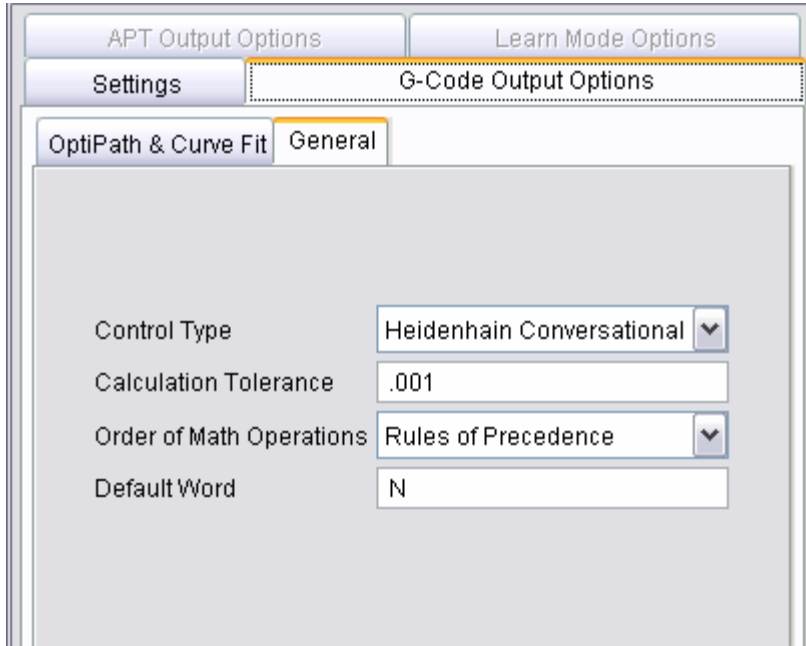 APT Output Options
Learn Mode Options
Settings
G-Code Output Options
OptiPath & Curve Fit
General
Control Type
Heidenhain Conversational
Calculation Tolerance
.001
Order of Math Operations
Rules of Precedence
Default Word
N